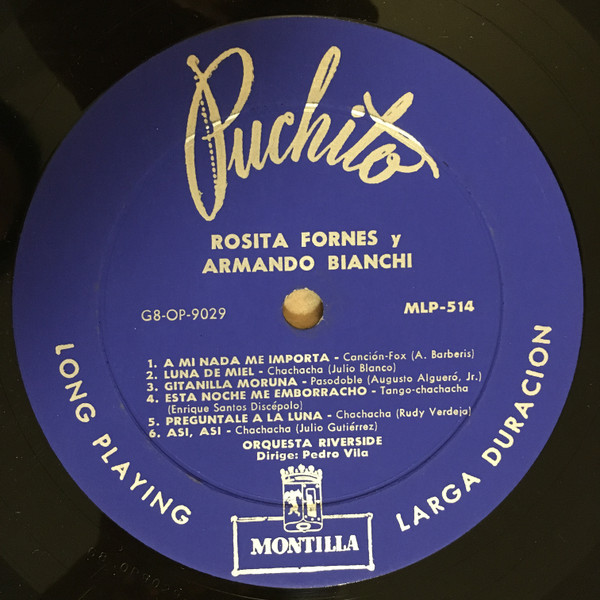 Puchito
ROSITA FORNES y
ARMANDO BIANCHI
G8-OP-9029
MLP-514
1. A MI NADA ME IMPORTA - Canción-Fox (A. Barberis)
2. LUNA DE MIEL - Chachacha (Julio Blanco)
3. GITANILLA MORUNA - Pasodoble (Augusto Algueró, Jr.)
4. ESTA NOCHE ME EMBORRACHO - Tango-chachacha
(Enrique Santos Discépolo)
5. PREGUNTALE A LA LUNA - Chachacha (Rudy Verdeja)
6. ASI, ASI - Chachacha (Julio Gutiérrez)
ORQUESTA RIVERSIDE
Dirige: Pedro Vila
LONG PLAYING
LARGA DURACION
MONTILLA